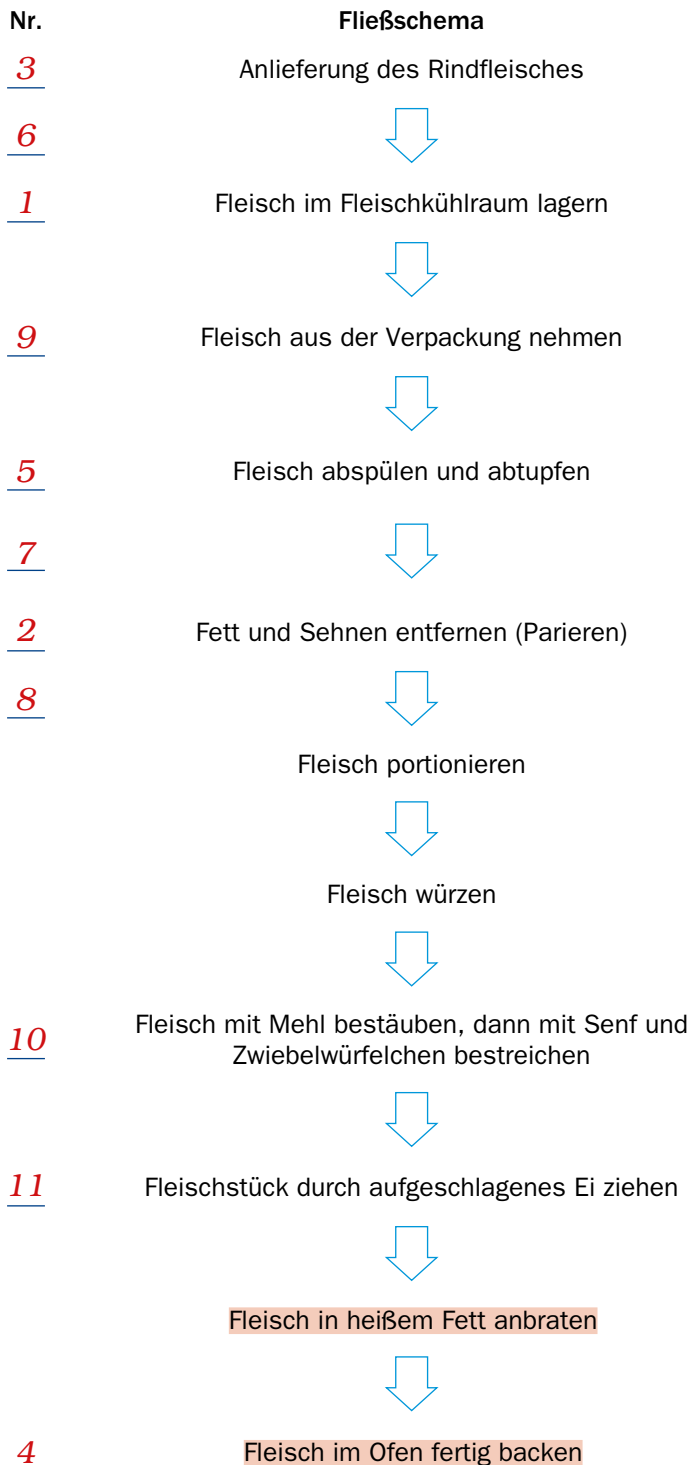 Nr. Fließschema
3 Anlieferung des Rindfleisches
6
1 Fleisch im Fleischkühlraum lagern
9 Fleisch aus der Verpackung nehmen
5 Fleisch abspülen und abtupfen
7
2 Fett und Sehnen entfernen (Parieren)
8
Fleisch portionieren
Fleisch würzen
10 Fleisch mit Mehl bestäuben, dann mit Senf und
Zwiebelwürfelchen bestreichen
11 Fleischstück durch aufgeschlagenes Ei ziehen
Fleisch in heißem Fett anbraten
4 Fleisch im Ofen fertig backen